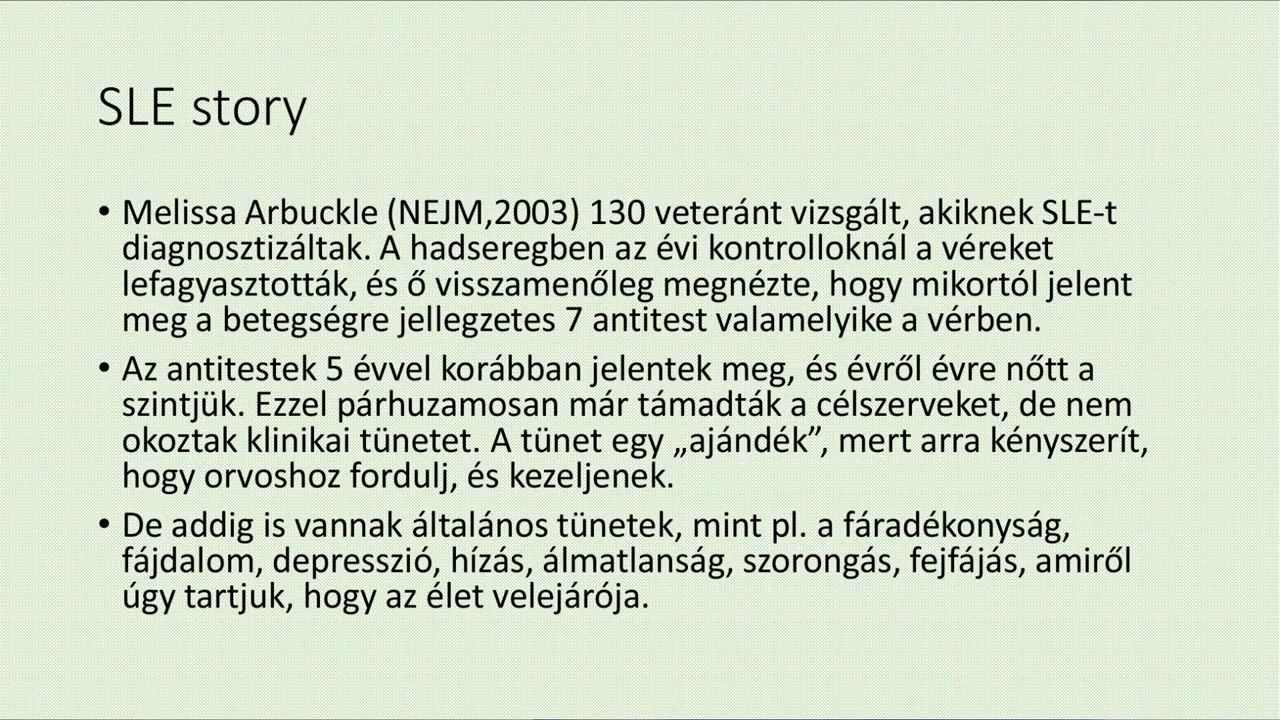 SLE story
• Melissa Arbuckle (NEJM,2003) 130 veteránt vizsgált, akiknek SLE-t
diagnosztizáltak. A hadseregben az évi kontrolloknál a véreket
lefagyasztották, és ő visszamenőleg megnézte, hogy mikortól jelent
meg a betegségre jellegzetes 7 antitest valamelyike a vérben.
• Az antitestek 5 évvel korábban jelentek meg, és évről évre nőtt a
szintjük. Ezzel párhuzamosan már támadták a célszerveket, de nem
okoztak klinikai tünetet. A tünet egy „ajándék”, mert arra kényszerít,
hogy orvoshoz fordulj, és kezeljenek.
• De addig is vannak általános tünetek, mint pl. a fáradékonyság,
fájdalom, depresszió, hízás, álmatlanság, szorongás, fejfájás, amiről
úgy tartjuk, hogy az élet velejárója.